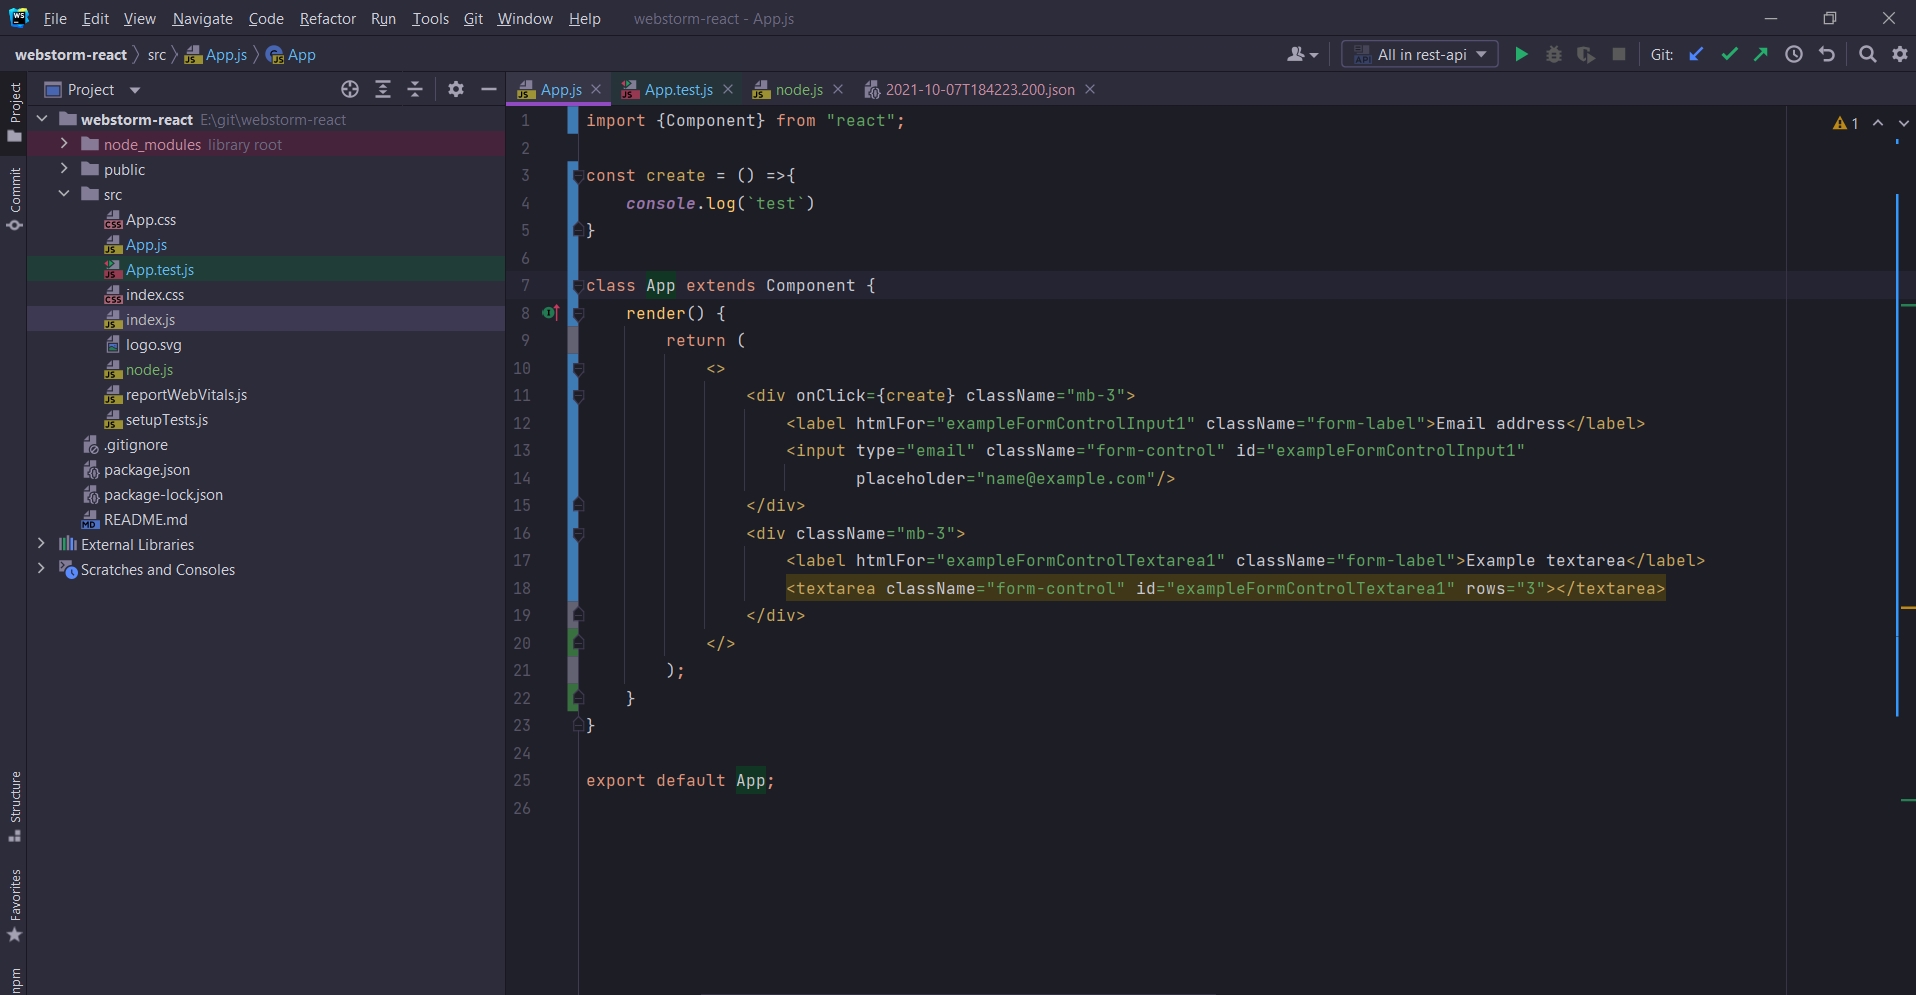 WS File Edit View Navigate Code Refactor Run Tools Git Window Help webstorm-react - App.js
webstorm-react src App.js App All in rest-api Git:
Project App.js App.test.js node.js 2021-10-07T184223.200.json
Project
Commit
Structure
Favorites
npm
webstorm-react E:\git\webstorm-react
node_modules library root
public
src
App.css
App.js
App.test.js
index.css
index.js
logo.svg
node.js
reportWebVitals.js
setupTests.js
.gitignore
package.json
package-lock.json
README.md
External Libraries
Scratches and Consoles
1 import {Component} from "react"; 1
2
3 const create = () =>{
4 console.log(`test`)
5 }
6
7 class App extends Component {
8 render() {
9 return (
10 <>
11 <div onClick={create} className="mb-3">
12 <label htmlFor="exampleFormControlInput1" className="form-label">Email address</label>
13 <input type="email" className="form-control" id="exampleFormControlInput1"
14 placeholder="name@example.com"/>
15 </div>
16 <div className="mb-3">
17 <label htmlFor="exampleFormControlTextarea1" className="form-label">Example textarea</label>
18 <textarea className="form-control" id="exampleFormControlTextarea1" rows="3"></textarea>
19 </div>
20 </>
21 );
22 }
23 }
24
25 export default App;
26